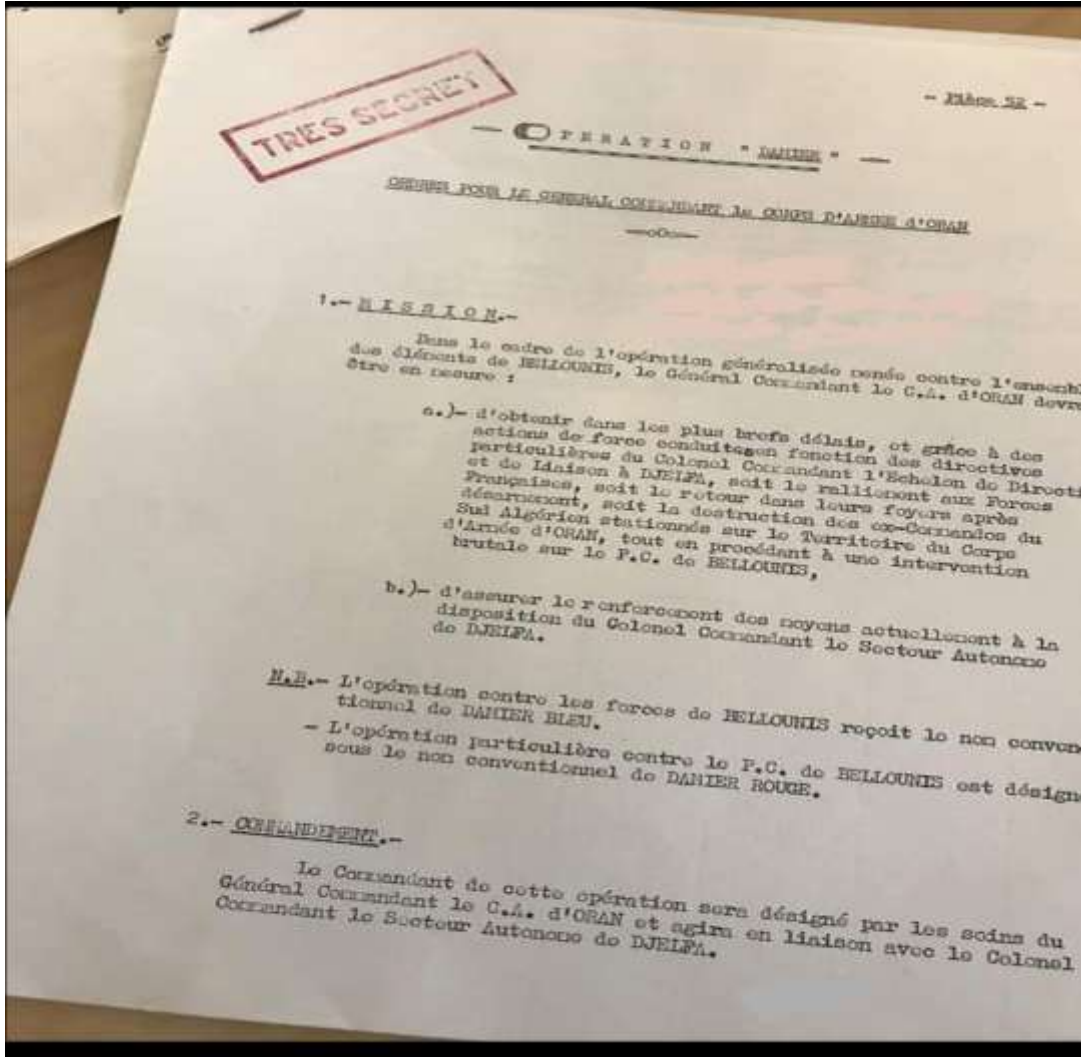 TRES SECRET
- Pièce 52 -
- OPERATION " DAMIER " -
ORDRES POUR LE GENERAL COMMANDANT le CORPS D'ARMEE d'ORAN
---oOo---
1.- MISSION.-
Dans le cadre de l'opération généralisée menée contre l'ensembl
des éléments de BELLOUNIS, le Général Commandant le C.A. d'ORAN devra
être en mesure :
a.)- d'obtenir dans les plus brefs délais, et grâce à des
actions de force conduites en fonction des directives
particulières du Colonel Commandant l'Echelon de Directi
et de Liaison à DJELFA, soit le ralliement aux Forces
Françaises, soit le retour dans leurs foyers après
désarmement, soit la destruction des ex-Commandos du
Sud Algérien stationnés sur le Territoire du Corps
d'Armée d'ORAN, tout en procédant à une intervention
brutale sur le P.C. de BELLOUNIS,
b.)- d'assurer le renforcement des moyens actuellement à la
disposition du Colonel Commandant le Secteur Autonome
de DJELFA.
N.B.- L'opération contre les forces de BELLOUNIS reçoit le nom conven
tionnel de DAMIER BLEU.
- L'opération particulière contre le P.C. de BELLOUNIS est désigné
sous le nom conventionnel de DAMIER ROUGE.
2.- COMMANDEMENT.-
Le Commandant de cette opération sera désigné par les soins du
Général Commandant le C.A. d'ORAN et agira en liaison avec le Colonel
Commandant le Secteur Autonome de DJELFA.